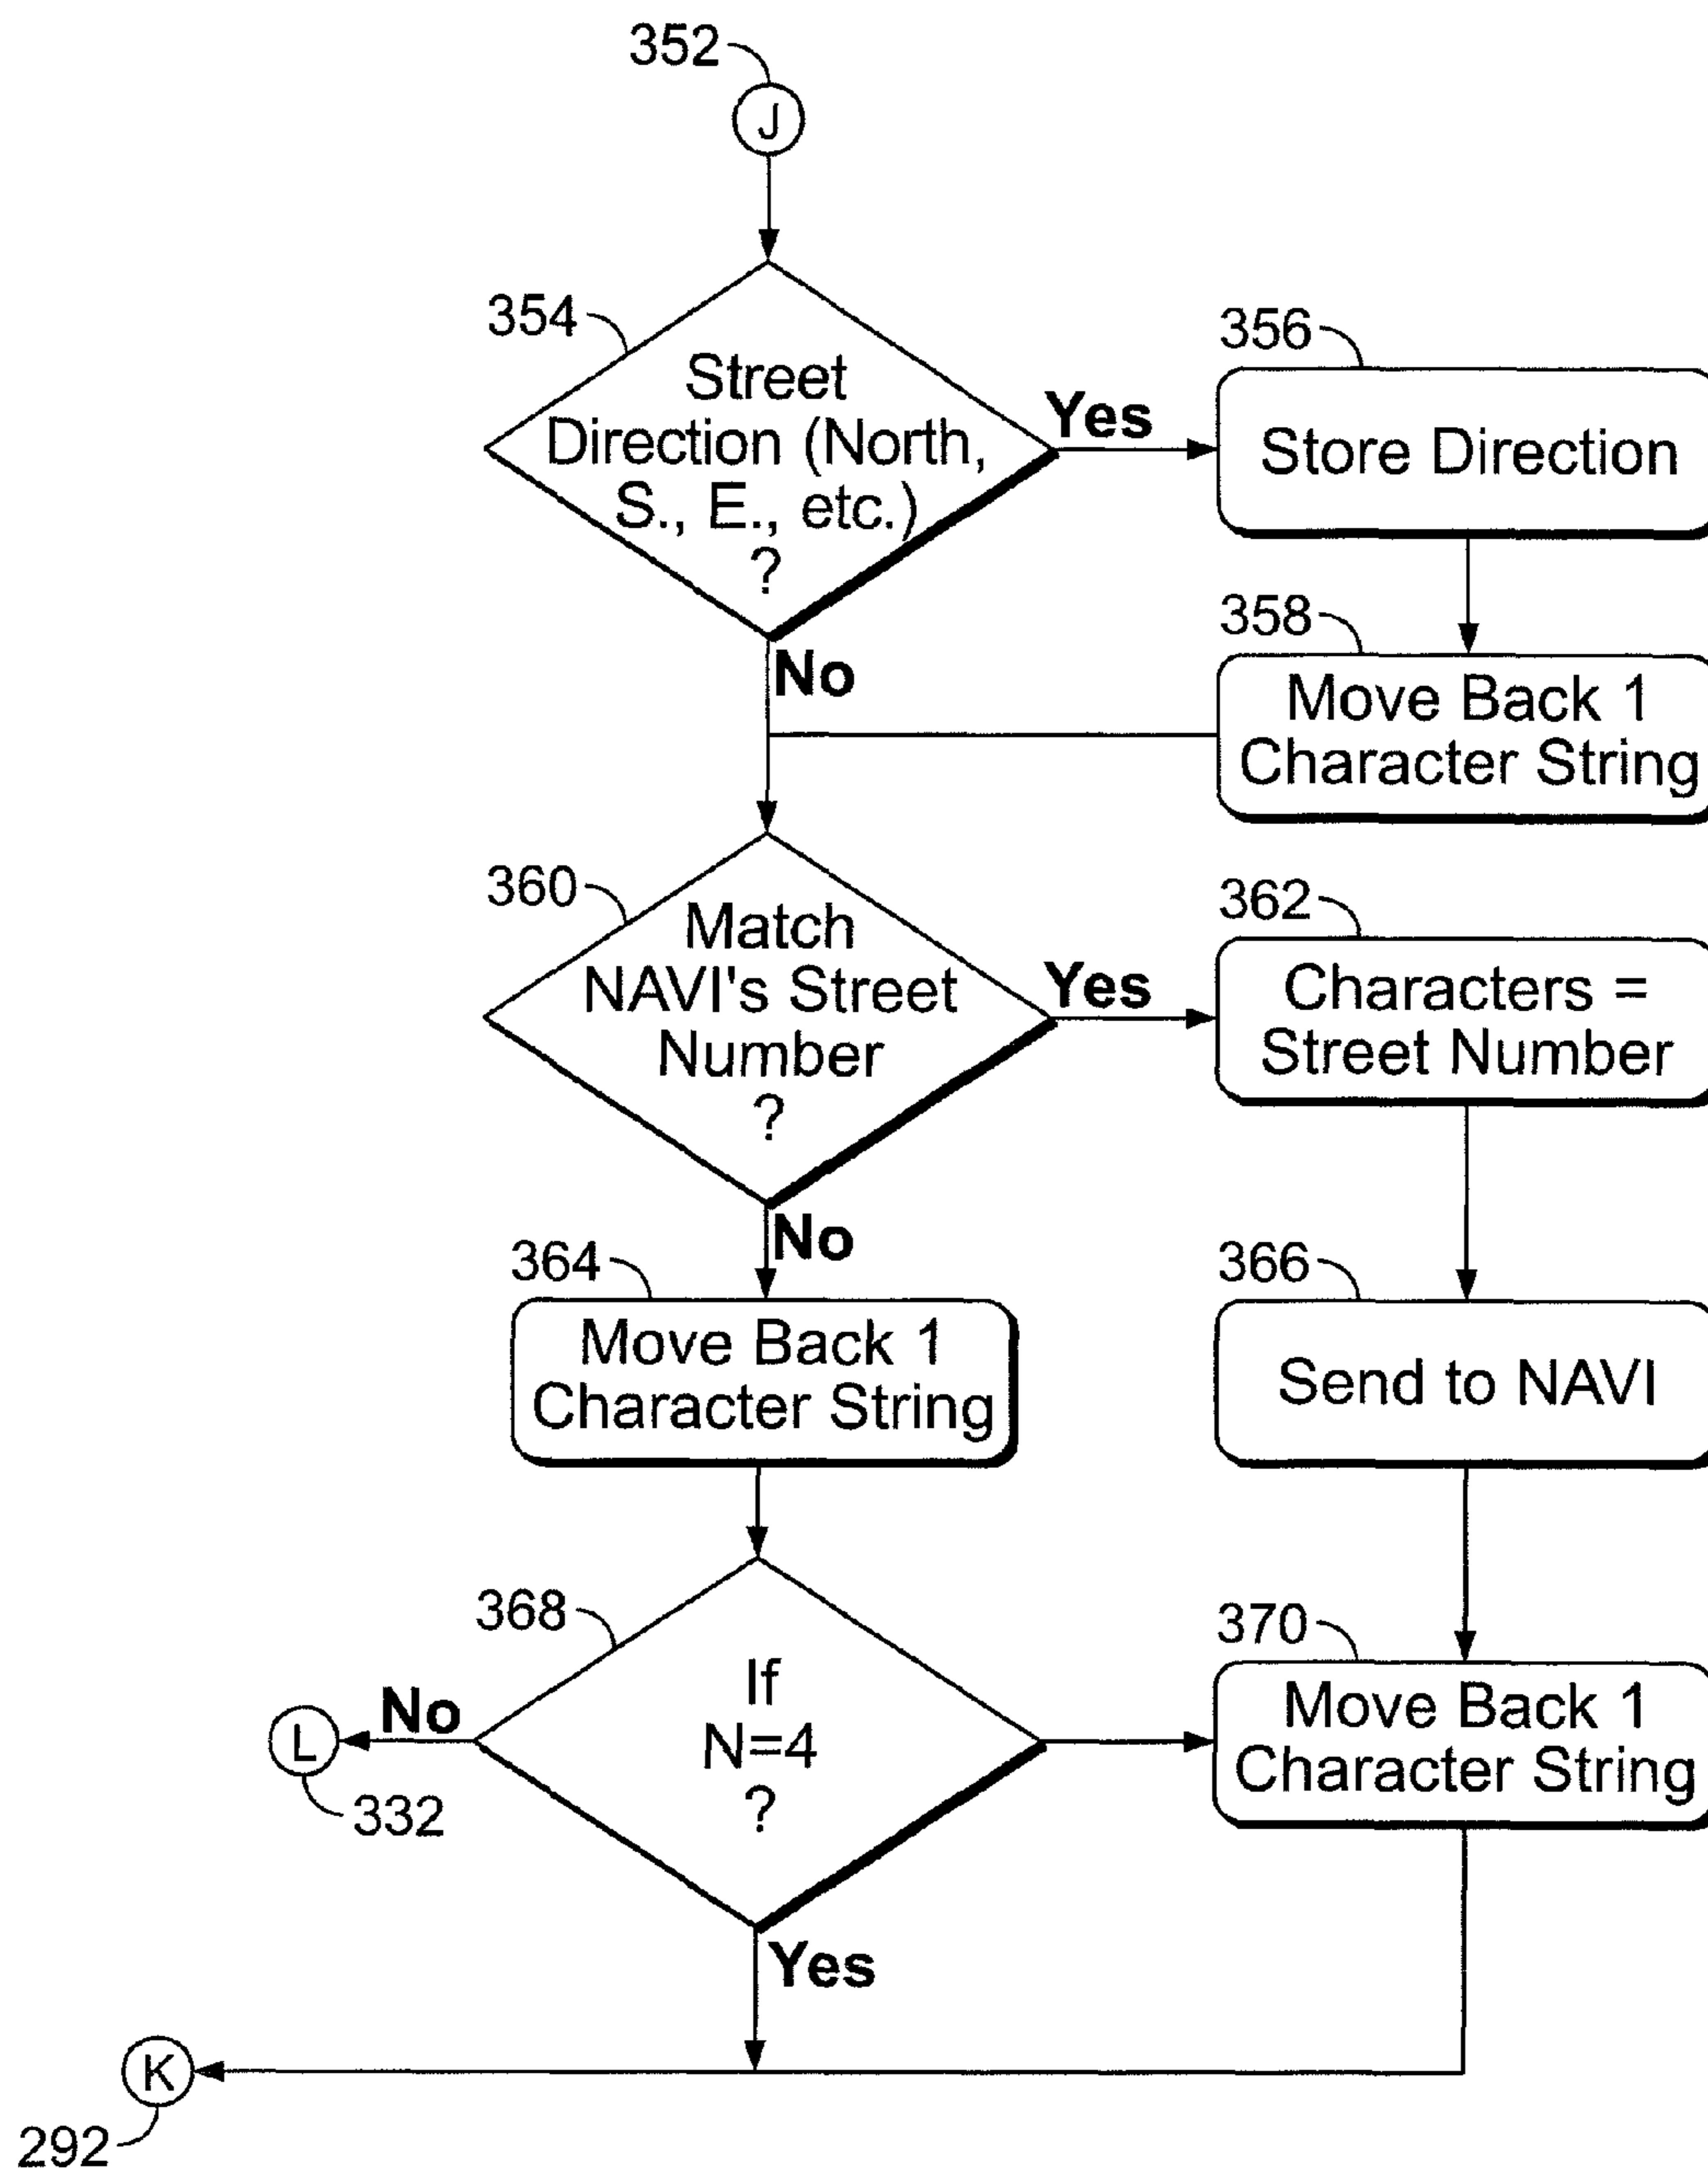 352
J
354
Street
Direction (North,
S., E., etc.)
?
Yes
356
Store Direction
358
Move Back 1
Character String
No
360
Match
NAVI's Street
Number
?
Yes
362
Characters =
Street Number
No
364
Move Back 1
Character String
366
Send to NAVI
368
If
N=4
?
No
L
332
370
Move Back 1
Character String
Yes
K
292